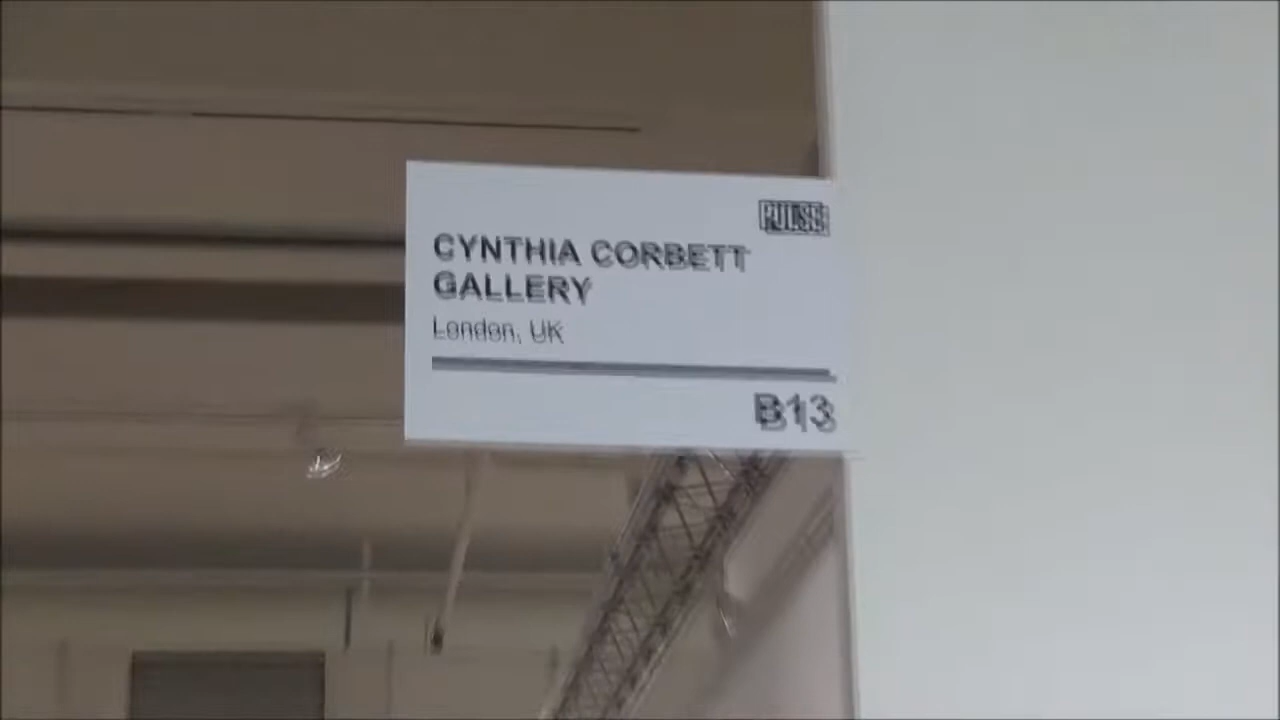 PULSE
CYNTHIA CORBETT
GALLERY
London, UK
B13